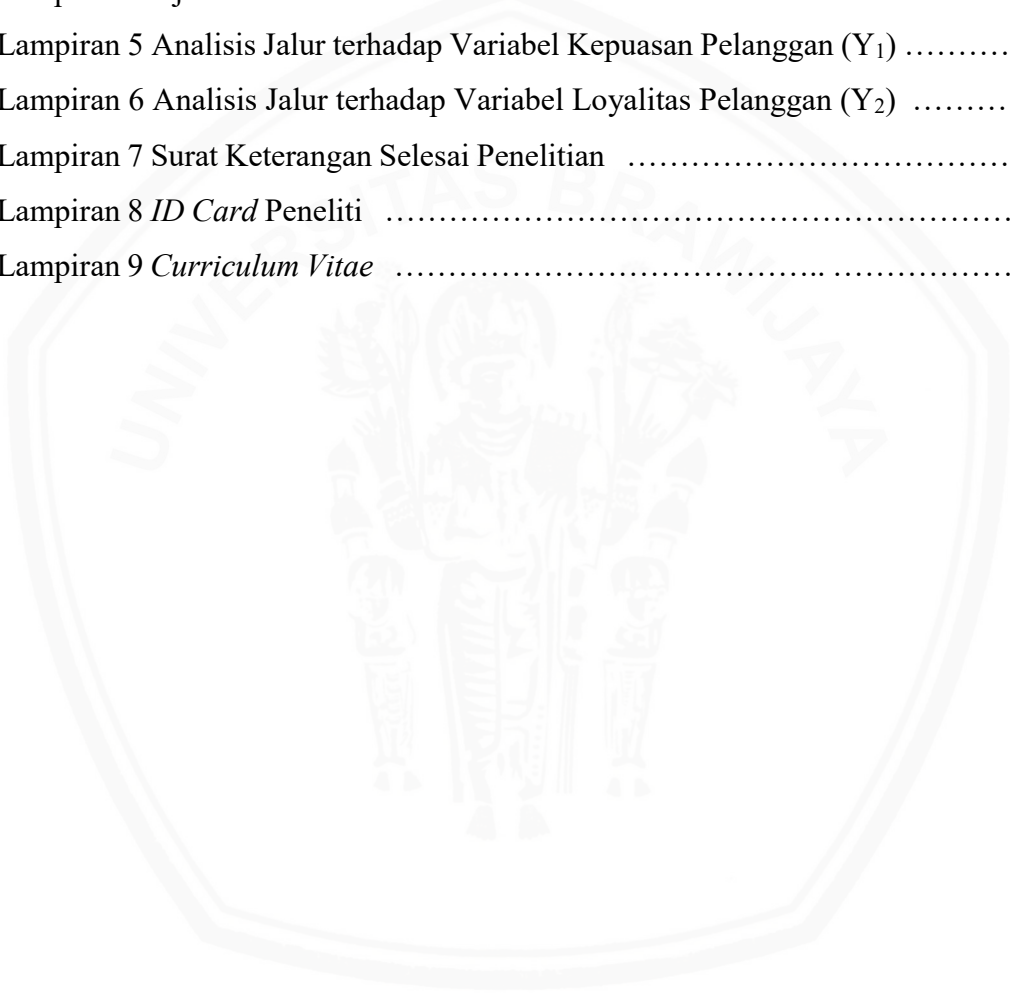 Lampiran 5 Analisis Jalur terhadap Variabel Kepuasan Pelanggan (Y₁) ……….
Lampiran 6 Analisis Jalur terhadap Variabel Loyalitas Pelanggan (Y₂) ………
Lampiran 7 Surat Keterangan Selesai Penelitian ………………………………
Lampiran 8 ID Card Peneliti ……………………………………………………
Lampiran 9 Curriculum Vitae ………………………………….. ………………
UNIVERSITAS BRAWIJAYA